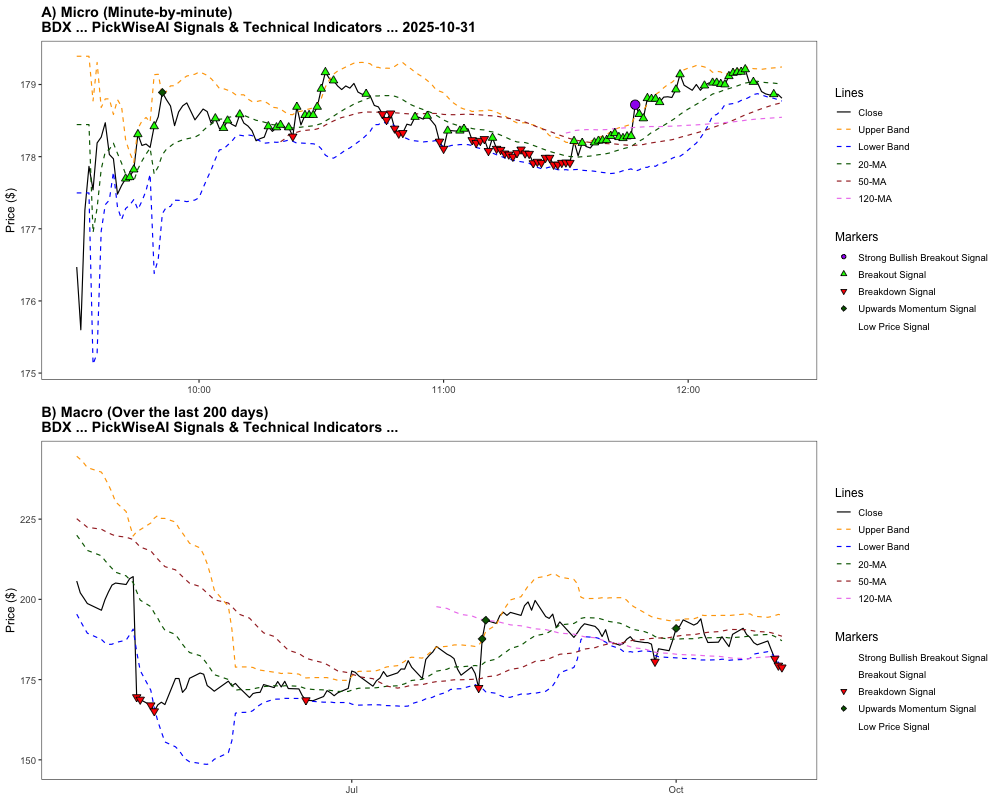 A) Micro (Minute-by-minute)
BDX ... PickWiseAI Signals & Technical Indicators ... 2025-10-31
Price ($)
179
178
177
176
175
10:00
11:00
12:00
Lines
Close
Upper Band
Lower Band
20-MA
50-MA
120-MA
Markers
Strong Bullish Breakout Signal
Breakout Signal
Breakdown Signal
Upwards Momentum Signal
Low Price Signal
B) Macro (Over the last 200 days)
BDX ... PickWiseAI Signals & Technical Indicators ...
Price ($)
225
200
175
150
Jul
Oct
Lines
Close
Upper Band
Lower Band
20-MA
50-MA
120-MA
Markers
Strong Bullish Breakout Signal
Breakout Signal
Breakdown Signal
Upwards Momentum Signal
Low Price Signal